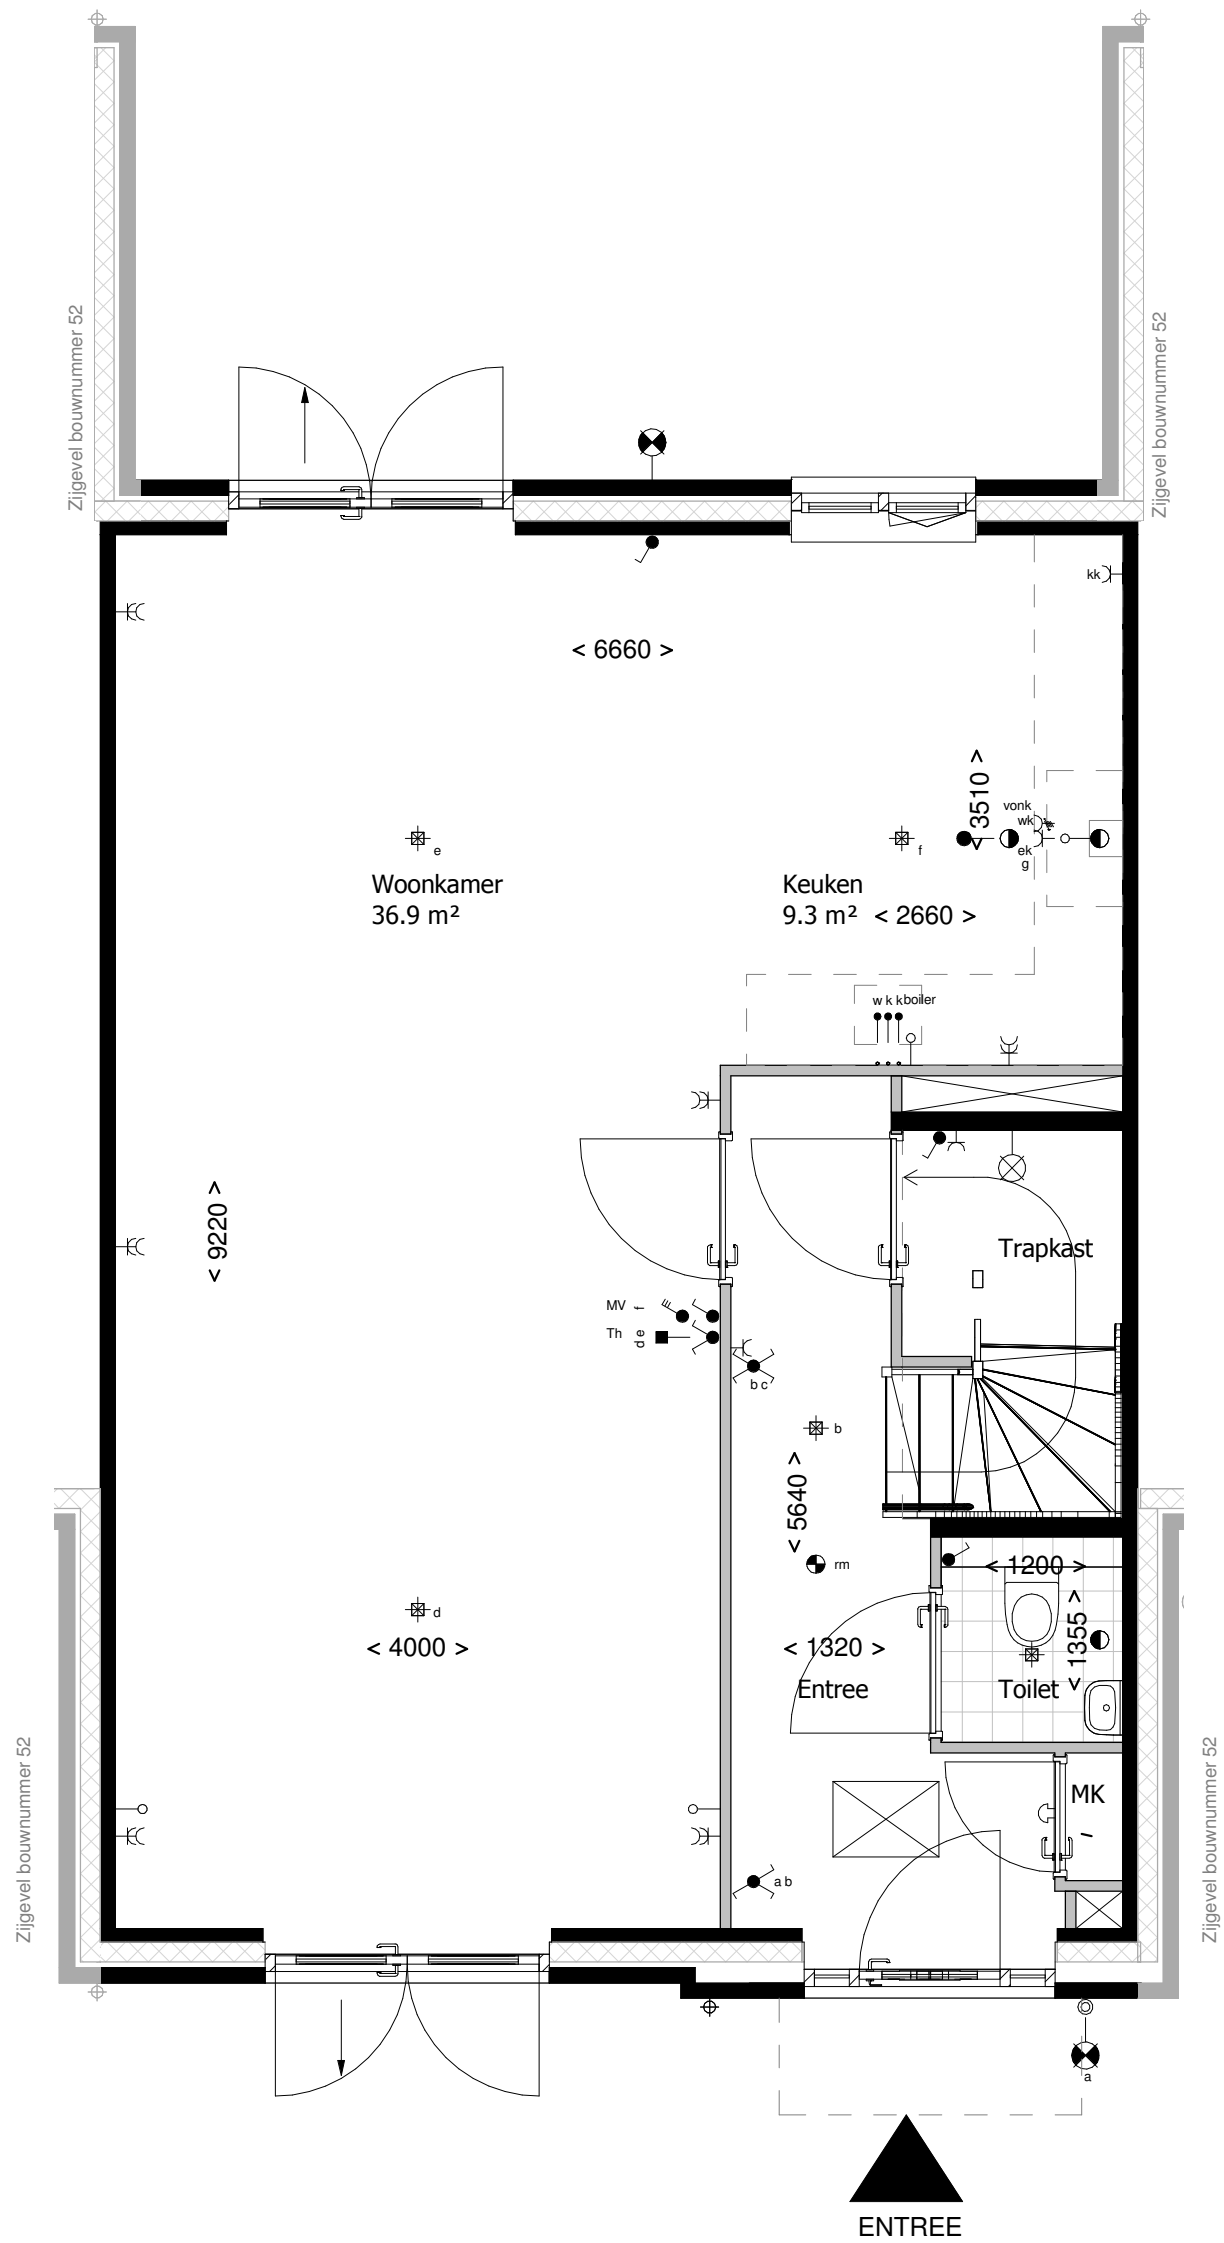 Zijgevel bouwnummer 52
Zijgevel bouwnummer 52
kk
< 6660 >
< 3510 >
vonk
wk
ek
g
e
f
Woonkamer
36.9 m²
Keuken
9.3 m² < 2660 >
w k k boiler
< 9220 >
Trapkast
MV f
Th d e
b c
b
< 5640 >
rm
< 1200 >
d
< 4000 >
< 1320 >
< 1355 >
Entree
Toilet
MK
a b
Zijgevel bouwnummer 52
Zijgevel bouwnummer 52
a
ENTREE